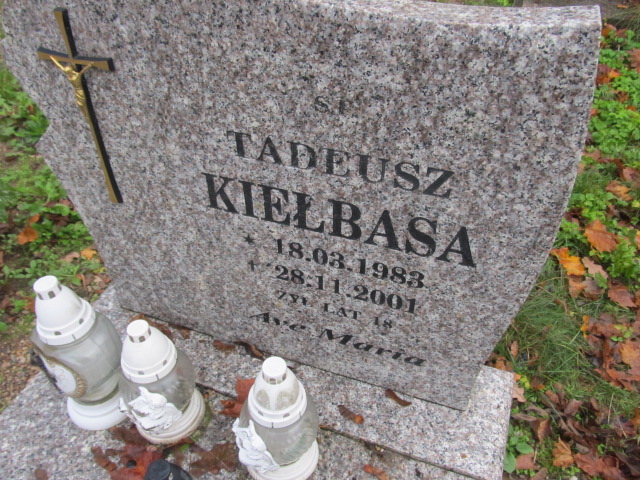 Ś.P.
TADEUSZ
KIEŁBASA
* 18.03.1983
† 28.11.2001
ŻYŁ LAT 18
Ave Maria